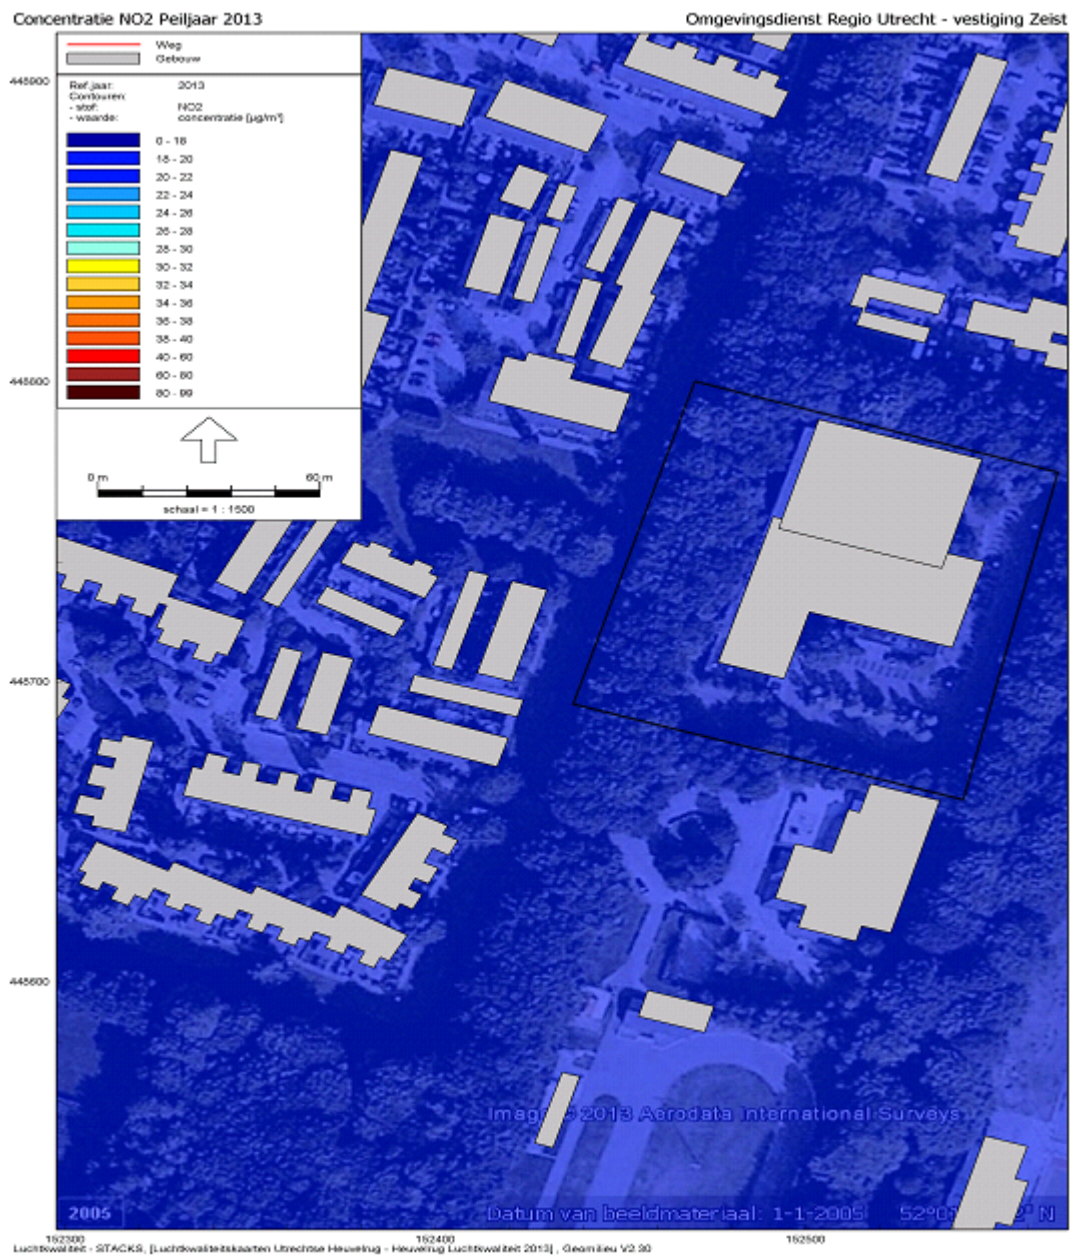 Concentratie NO2 Peiljaar 2013
Omgevingsdienst Regio Utrecht - vestiging Zeist
Weg
Gebouw
Ref.jaar: 2013
Contouren:
- stof: NO2
- waarde: concentratie [µg/m³]
0 - 18
18 - 20
20 - 22
22 - 24
24 - 26
26 - 28
28 - 30
30 - 32
32 - 34
34 - 36
36 - 38
38 - 40
40 - 60
60 - 80
80 - 99
0 m 60 m
schaal = 1 : 1500
445900
445800
445700
445600
2013 Aerodata International Surveys
2005
Datum van beeldmateriaal: 1-1-2005
N
152300
152400
152500
Luchtkwaliteit - STACKS, [Luchtkwaliteitskaarten Utrechtse Heuvelrug - Heuvelrug Luchtkwaliteit 2013] , Geomilieu V2.30